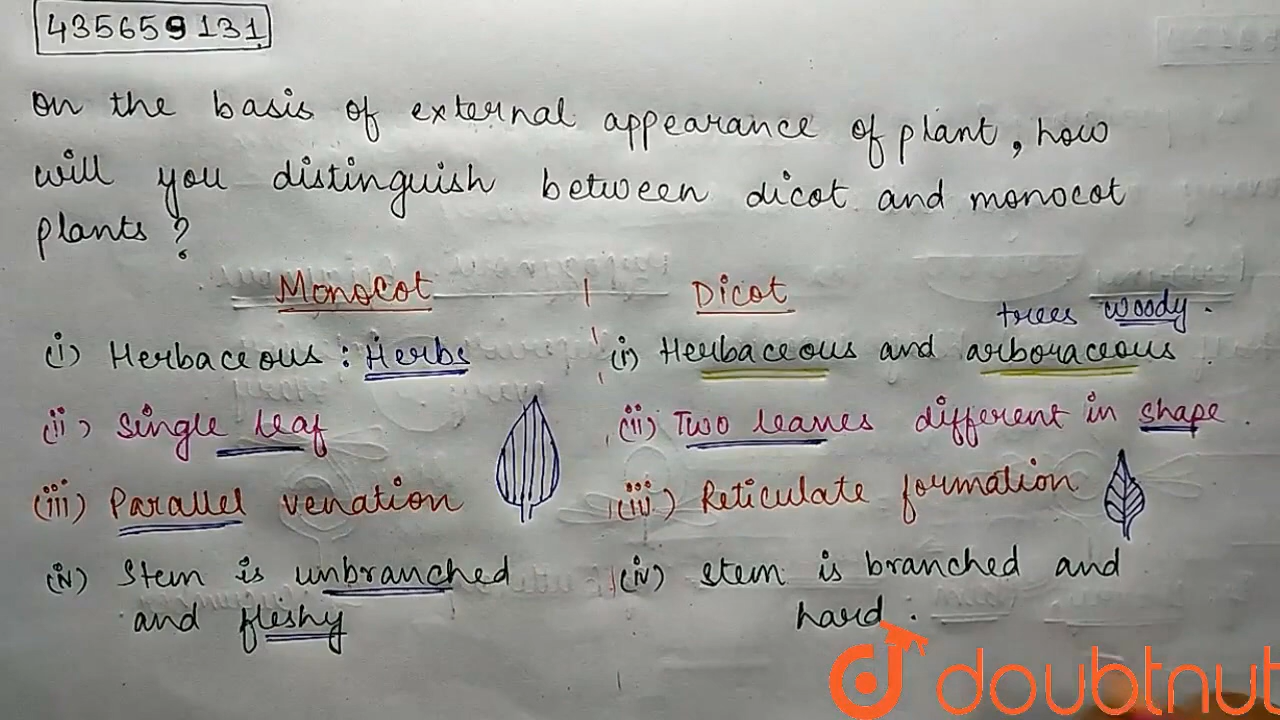 435659131
on the basis of external appearance of plant, how
will you distinguish between dicot and monocot
plants?
Monocot | Dicot
trees woody.
(i) Herbaceous : Herbs (i) Herbaceous and arboraceous.
(ii) Single leaf (ii) Two leaves different in shape.
(iii) Parallel venation (iii) Reticulate formation
(iv) Stem is unbranched (iv) stem is branched and
and fleshy hard.
doubtnut